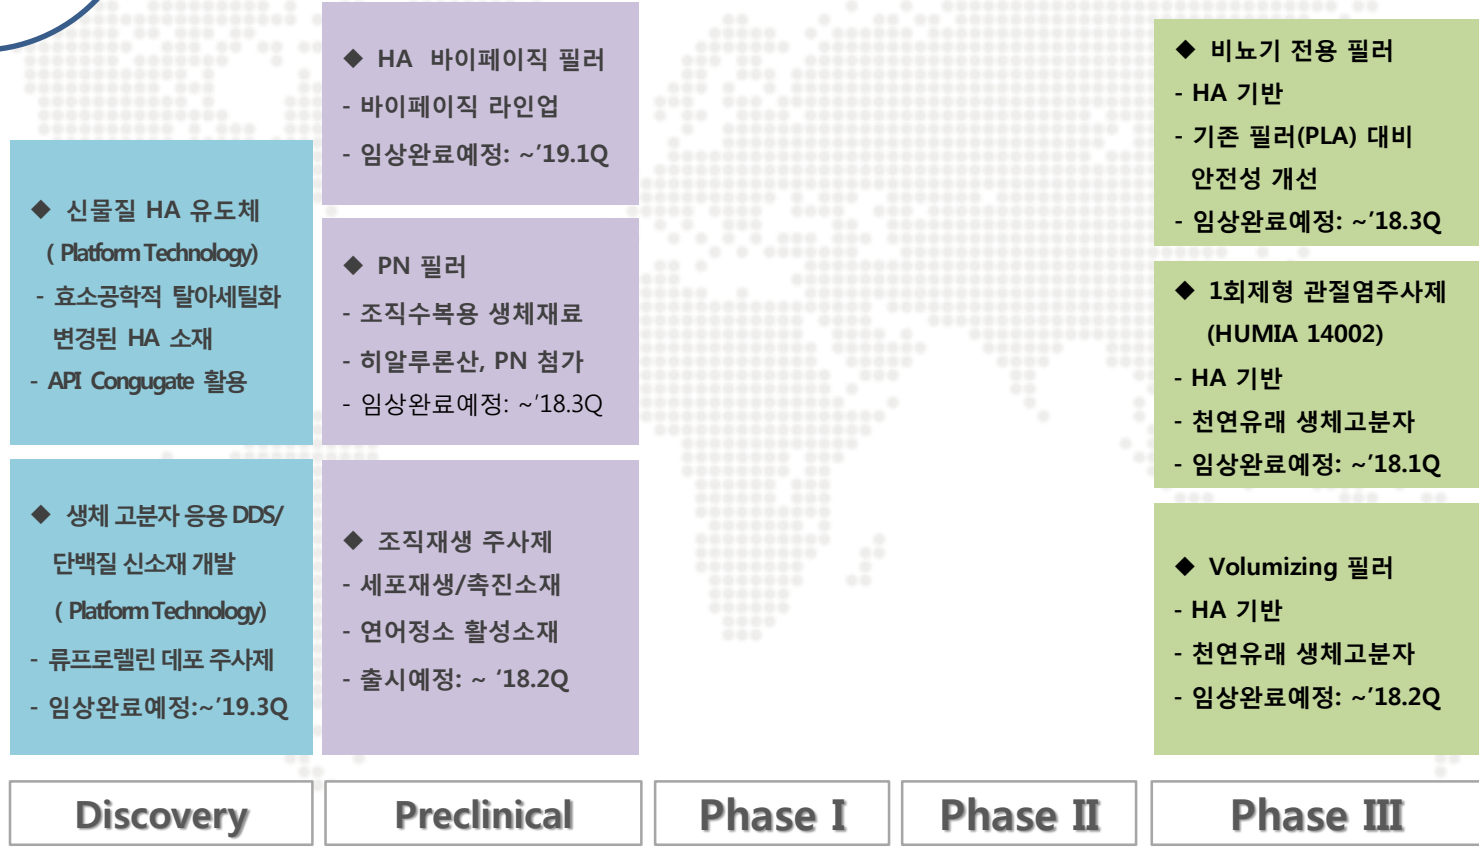 ◆ 신물질 HA 유도체
( Platform Technology)
- 효소공학적 탈아세틸화
변경된 HA 소재
- API Congugate 활용
◆ 생체 고분자 응용 DDS/
단백질 신소재 개발
( Platform Technology)
- 류프로렐린 데포 주사제
- 임상완료예정:~’19.3Q
◆ HA 바이페이직 필러
- 바이페이직 라인업
- 임상완료예정: ~’19.1Q
◆ PN 필러
- 조직수복용 생체재료
- 히알루론산, PN 첨가
- 임상완료예정: ~’18.3Q
◆ 조직재생 주사제
- 세포재생/촉진소재
- 연어정소 활성소재
- 출시예정: ~ ‘18.2Q
◆ 비뇨기 전용 필러
- HA 기반
- 기존 필러(PLA) 대비
안전성 개선
- 임상완료예정: ~’18.3Q
◆ 1회제형 관절염주사제
(HUMIA 14002)
- HA 기반
- 천연유래 생체고분자
- 임상완료예정: ~’18.1Q
◆ Volumizing 필러
- HA 기반
- 천연유래 생체고분자
- 임상완료예정: ~’18.2Q
Discovery
Preclinical
Phase I
Phase II
Phase III